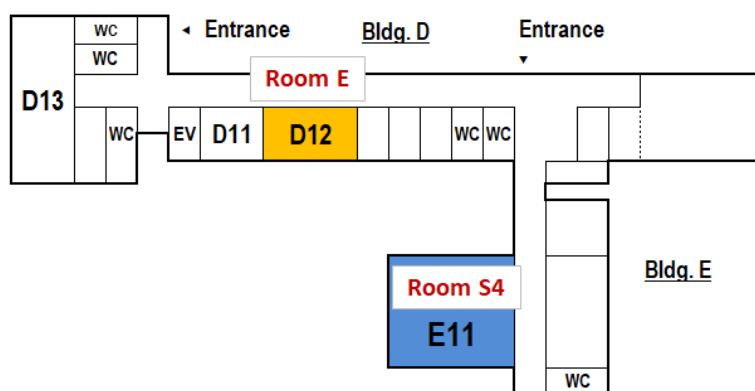 WC
◄ Entrance
Bldg. D
Entrance
▼
WC
Room E
D13
WC
EV
D11
D12
WC
WC
Room S4
Bldg. E
E11
WC